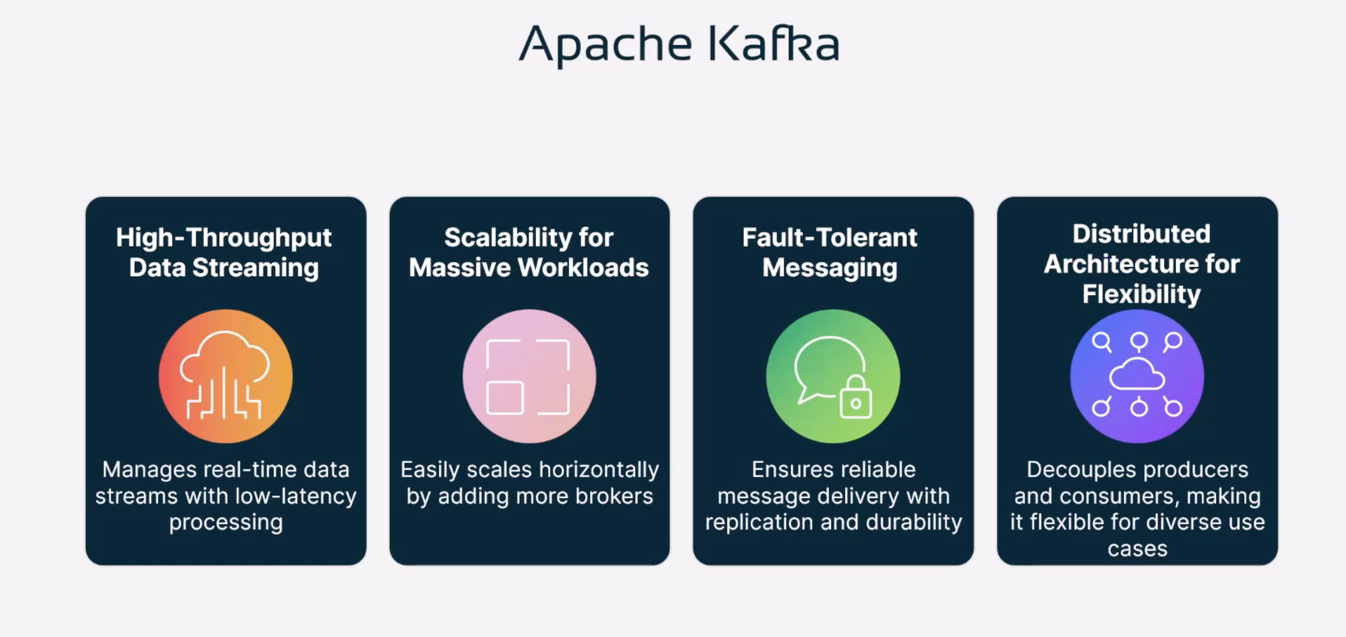 Apache Kafka
High-Throughput
Data Streaming
Manages real-time data
streams with low-latency
processing
Scalability for
Massive Workloads
Easily scales horizontally
by adding more brokers
Fault-Tolerant
Messaging
Ensures reliable
message delivery with
replication and durability
Distributed
Architecture for
Flexibility
Decouples producers
and consumers, making
it flexible for diverse use
cases